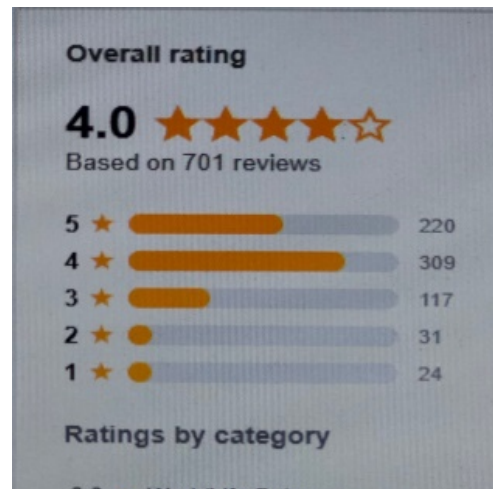 Overall rating
4.0
Based on 701 reviews
5 220
4 309
3 117
2 31
1 24
Ratings by category